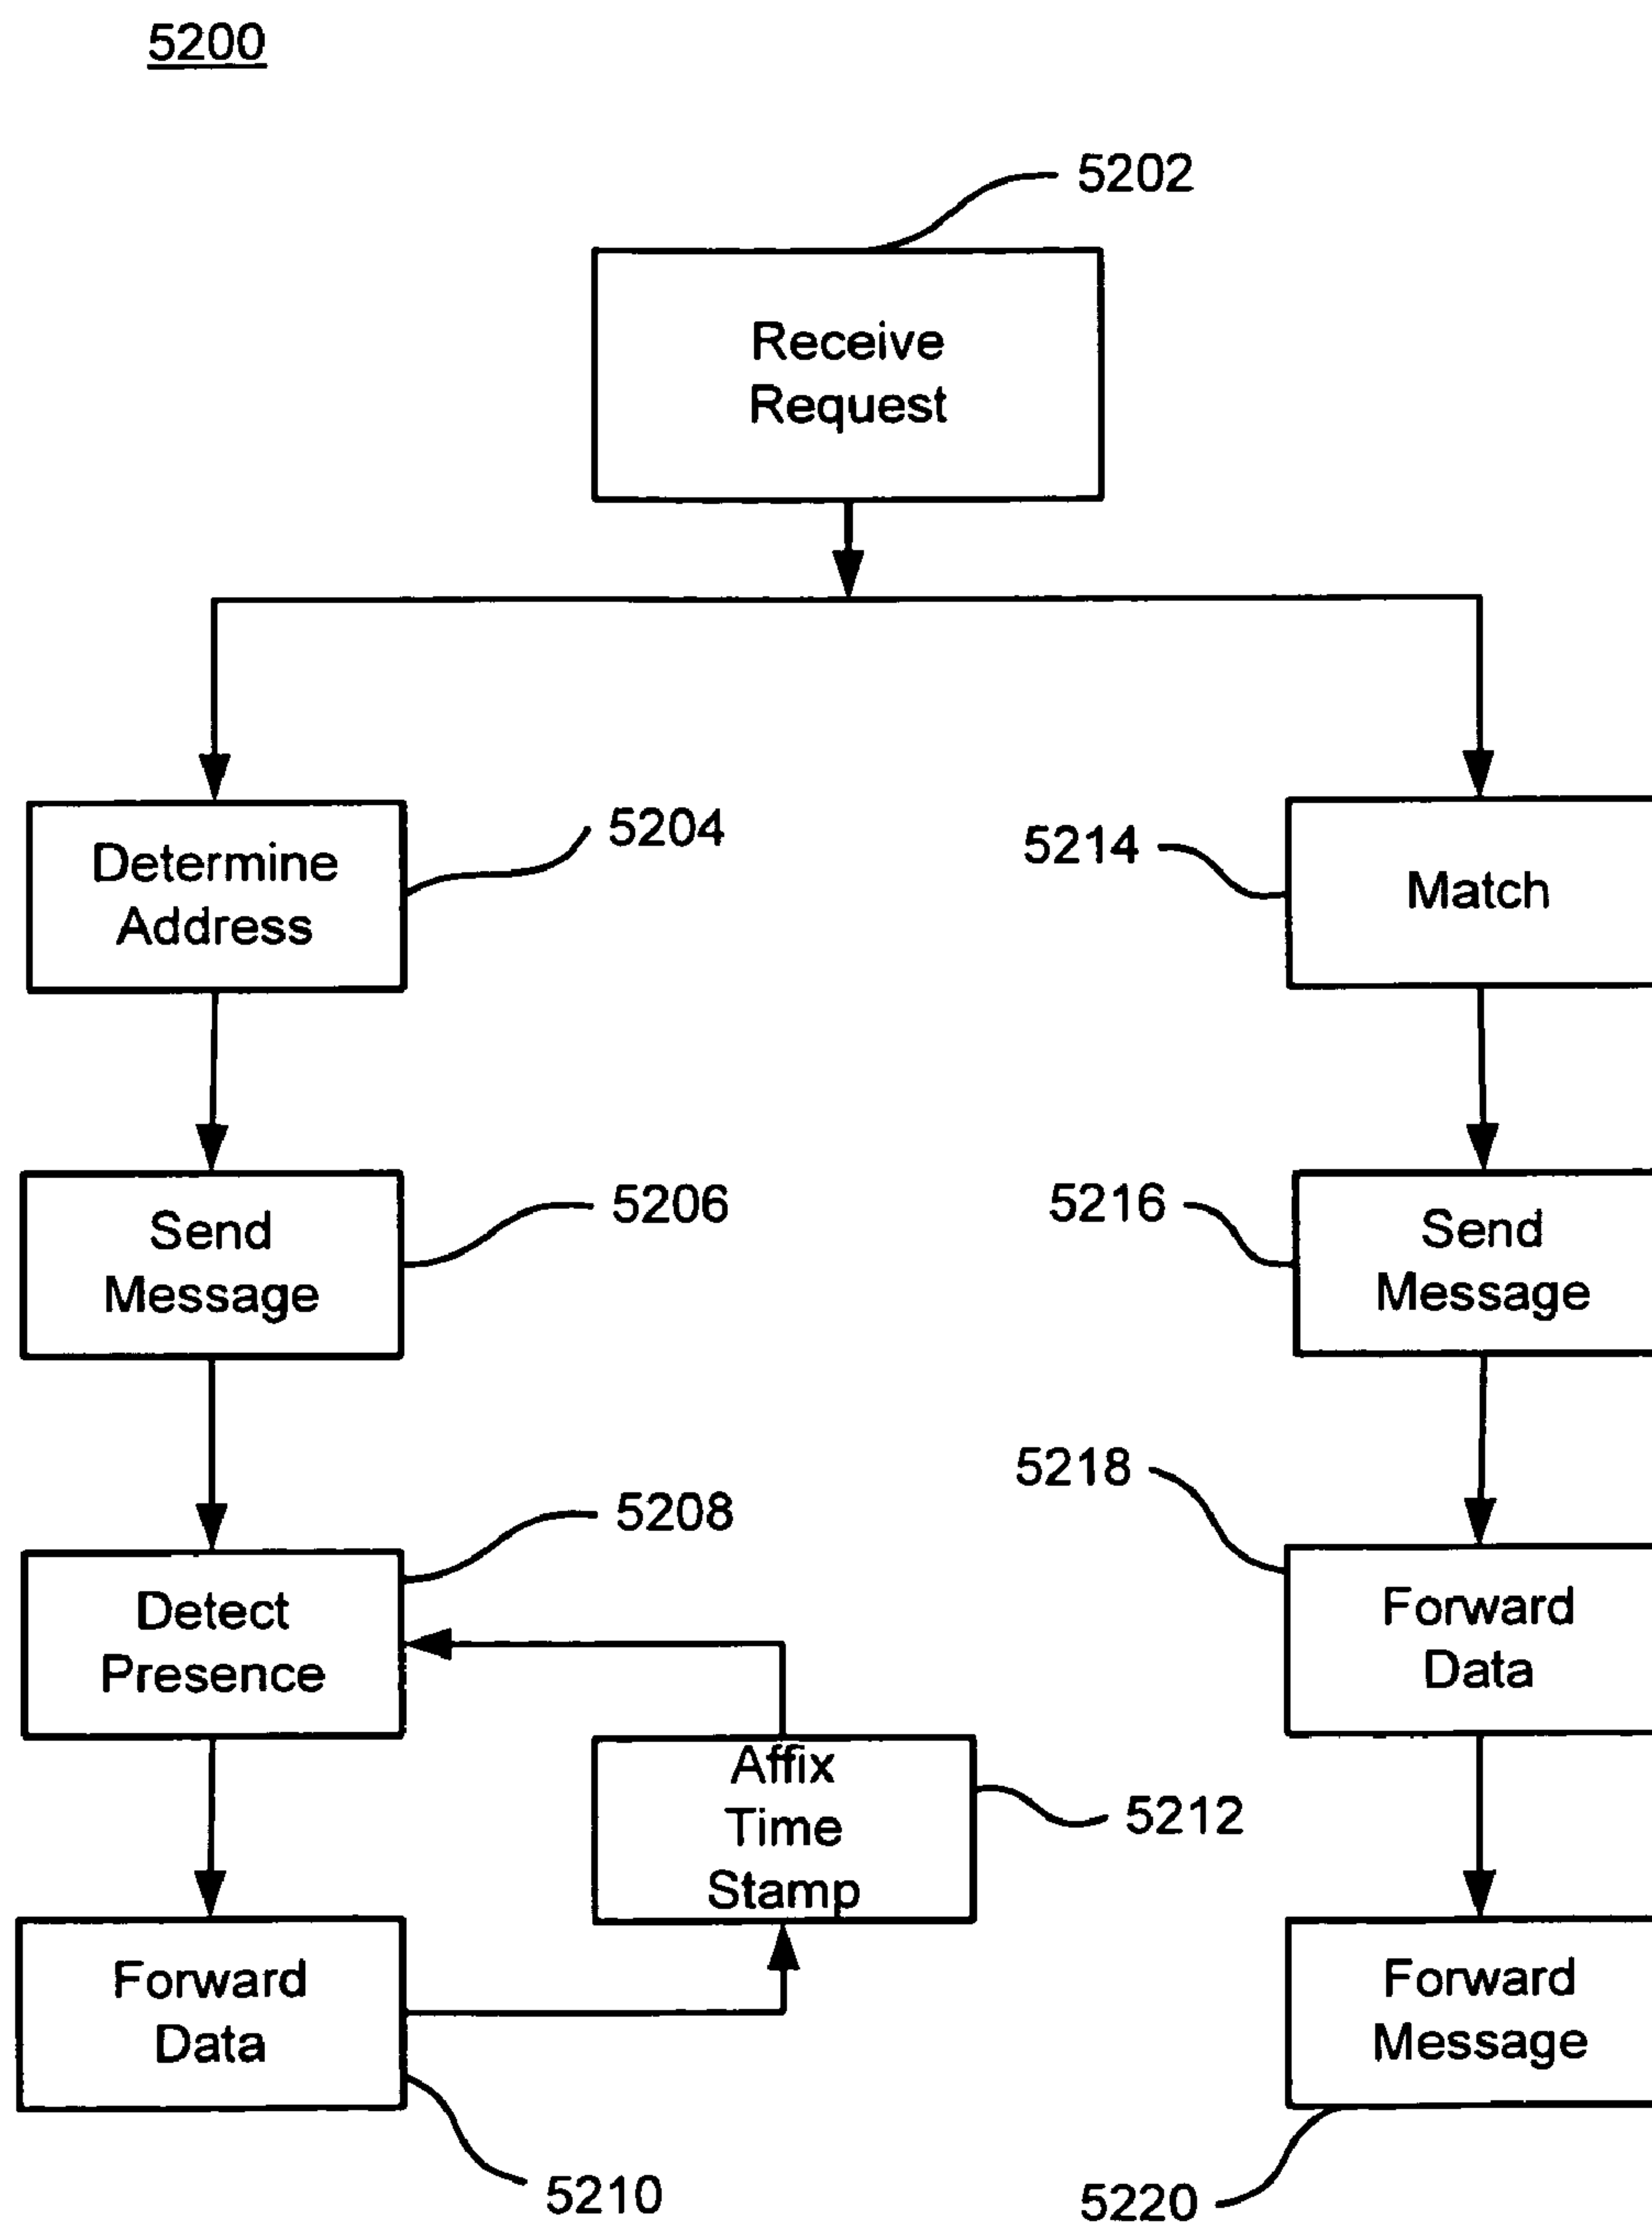 5200
5202
Receive
Request
5204
Determine
Address
5214
Match
5206
Send
Message
5216
Send
Message
5208
Detect
Presence
5218
Forward
Data
Affix
Time
Stamp
5212
Forward
Data
5210
Forward
Message
5220